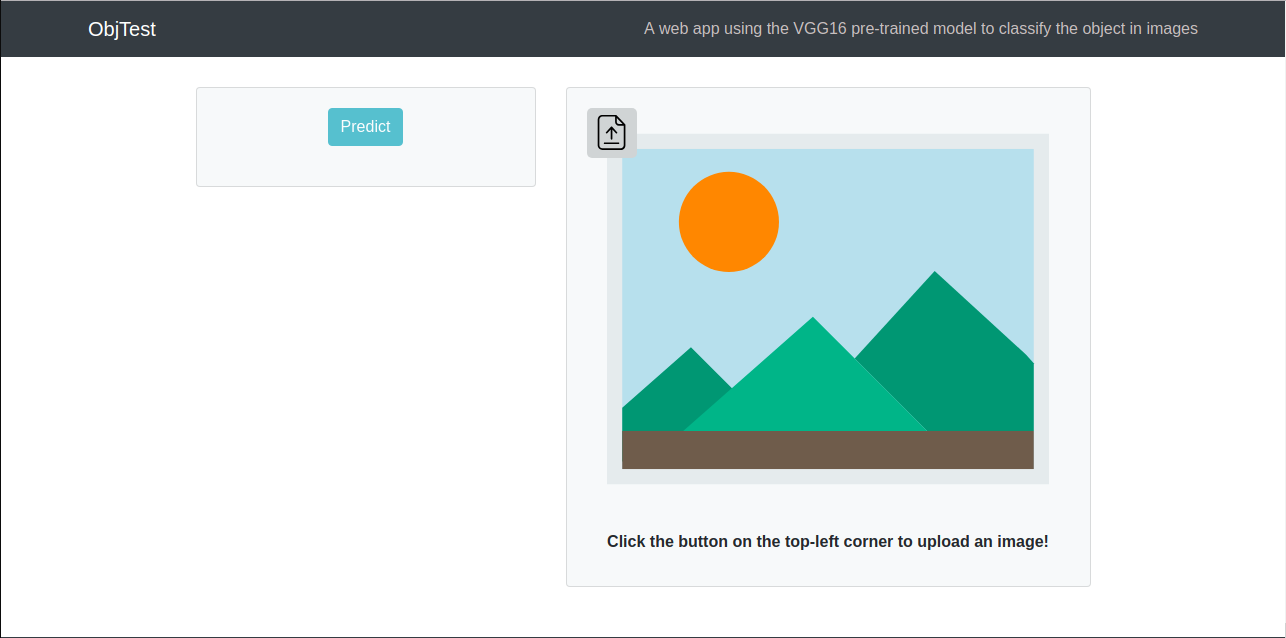 ObjTest
A web app using the VGG16 pre-trained model to classify the object in images
Predict
Click the button on the top-left corner to upload an image!